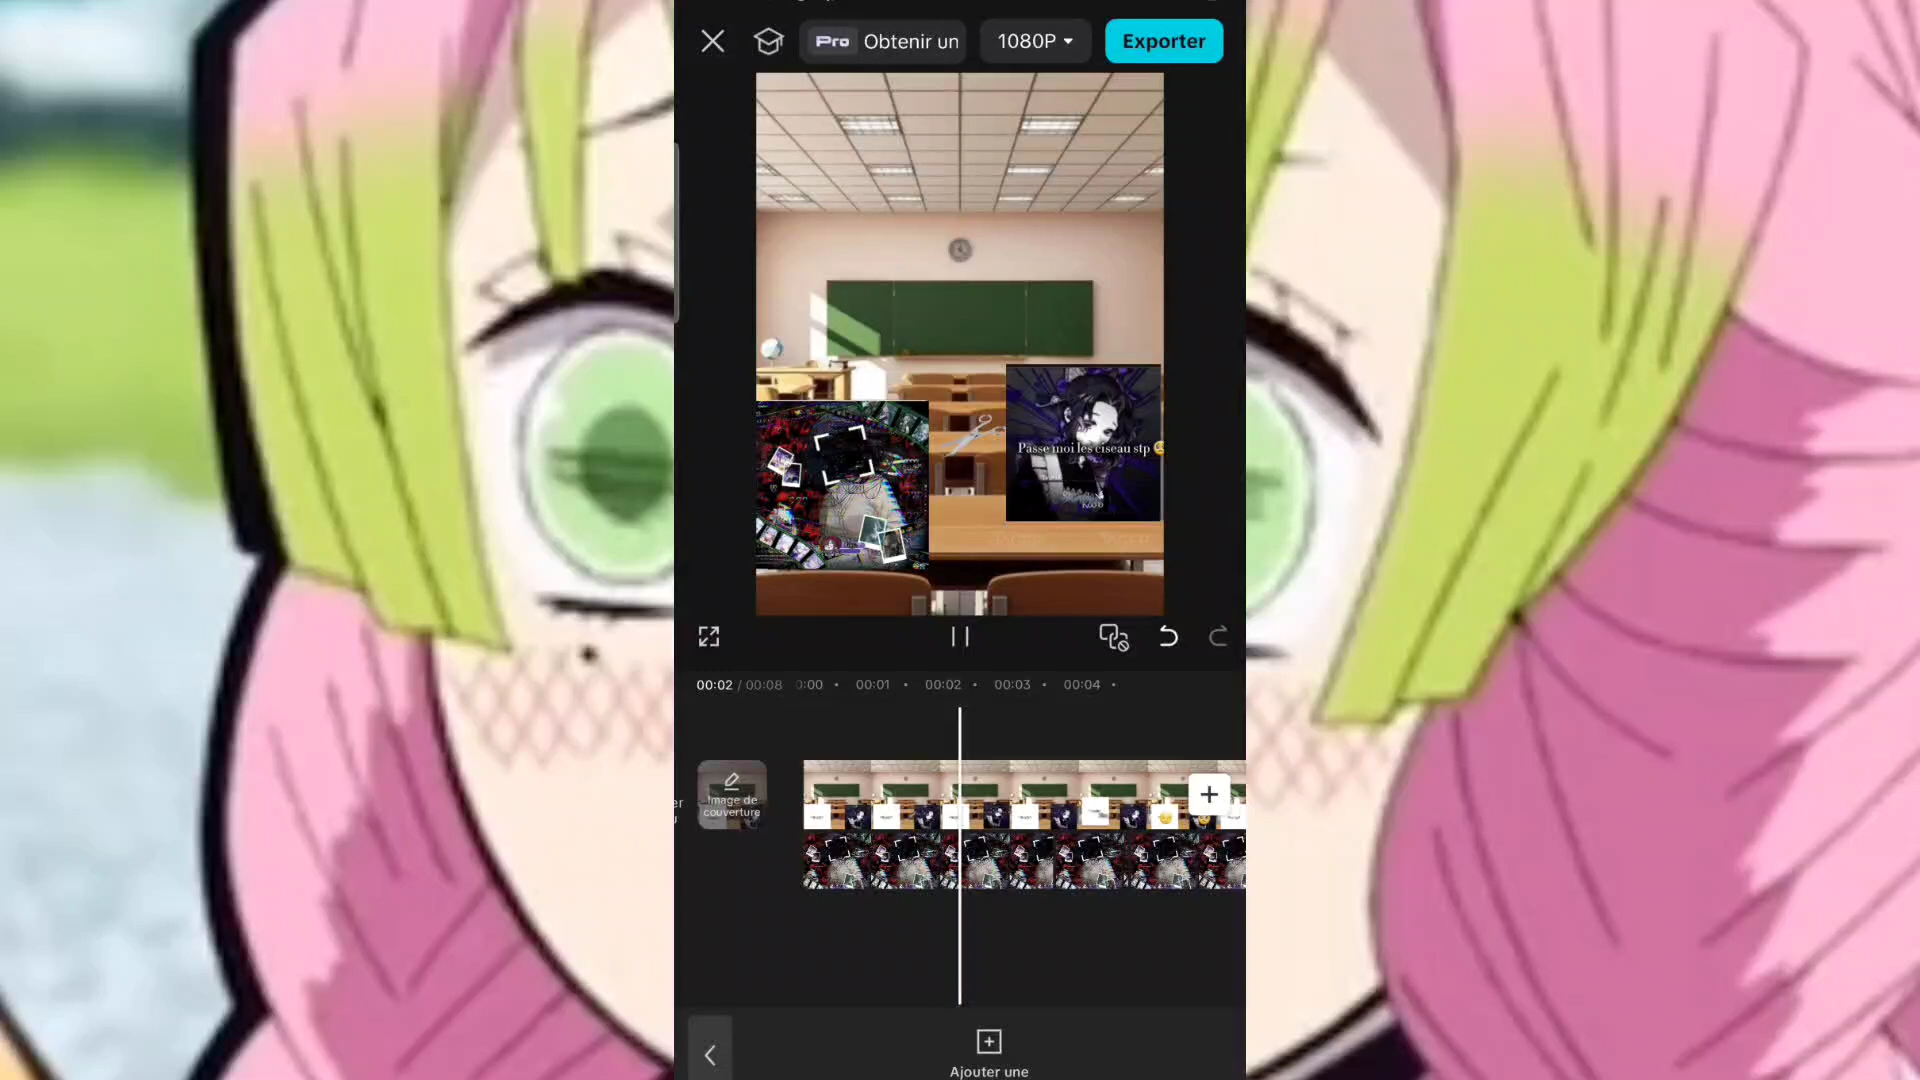 Pro Obtenir un
1080P
Exporter
Passe moi les ciseau stp
00:02 / 00:08
00:01
00:02
00:03
00:04
Image de
couverture
Ajouter une